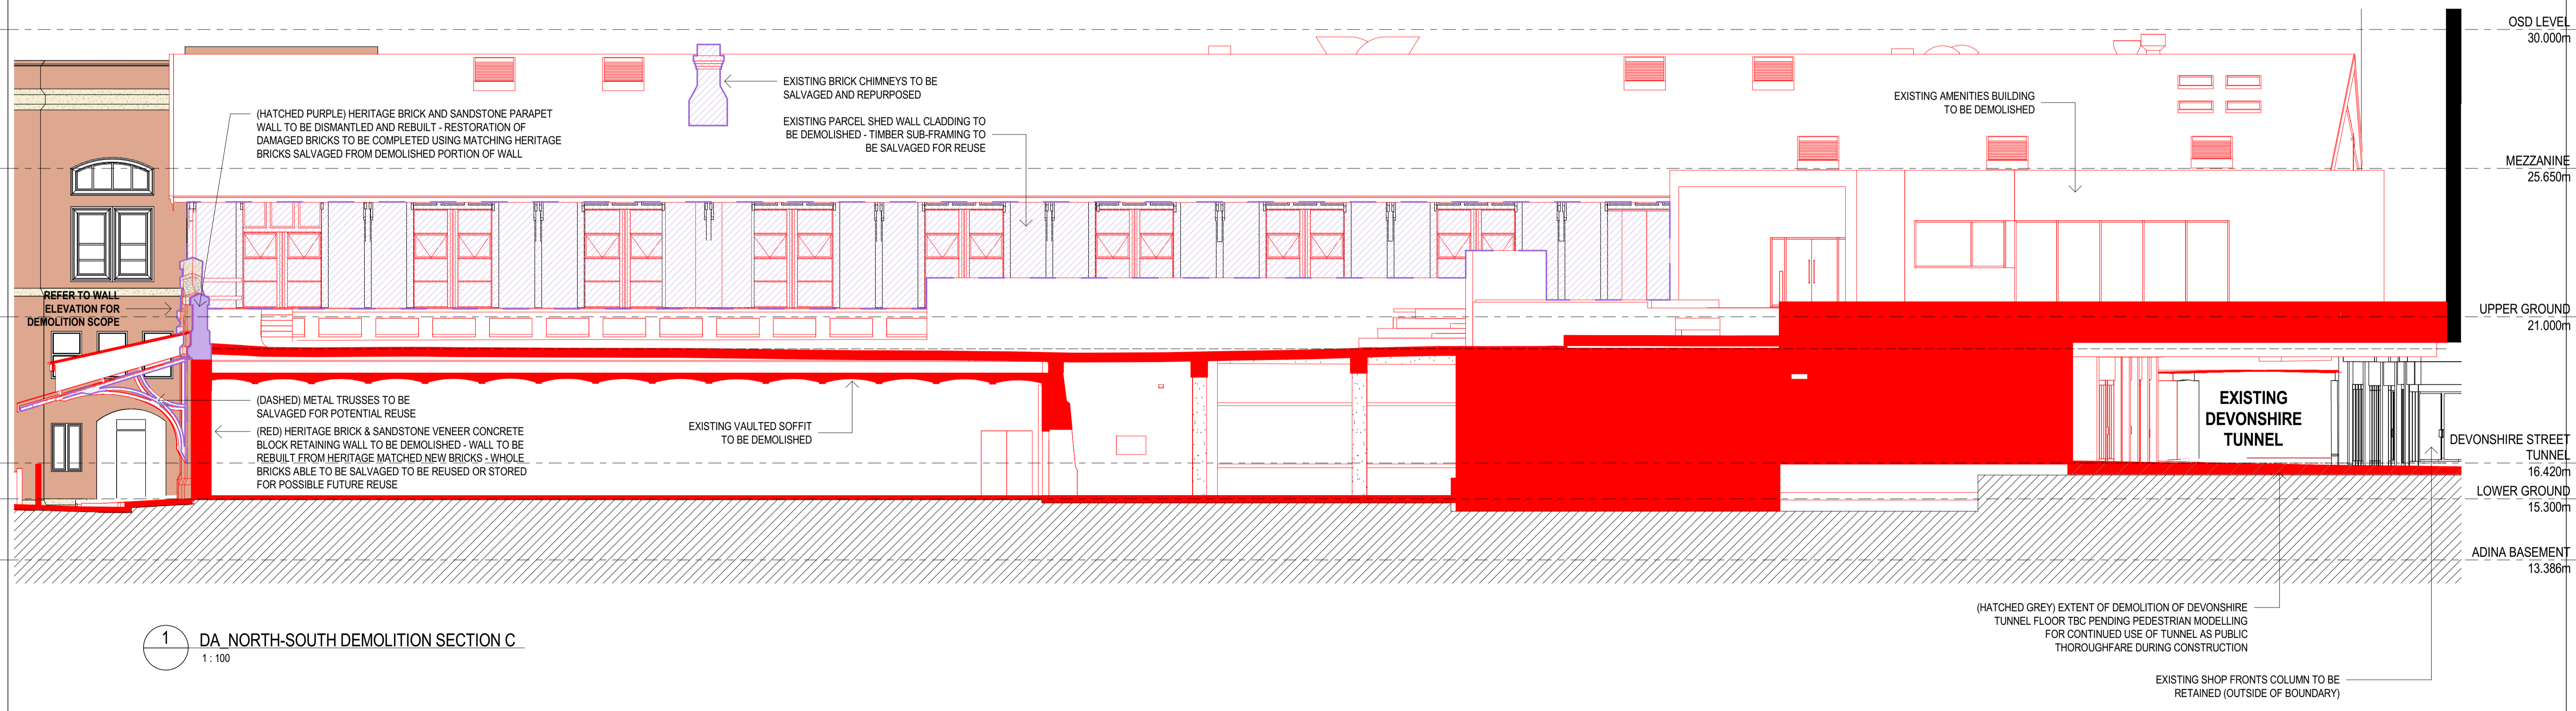 OSD LEVEL
30.000m
EXISTING BRICK CHIMNEYS TO BE
SALVAGED AND REPURPOSED
EXISTING AMENITIES BUILDING
TO BE DEMOLISHED
(HATCHED PURPLE) HERITAGE BRICK AND SANDSTONE PARAPET
WALL TO BE DISMANTLED AND REBUILT - RESTORATION OF
DAMAGED BRICKS TO BE COMPLETED USING MATCHING HERITAGE
BRICKS SALVAGED FROM DEMOLISHED PORTION OF WALL
EXISTING PARCEL SHED WALL CLADDING TO
BE DEMOLISHED - TIMBER SUB-FRAMING TO
BE SALVAGED FOR REUSE
MEZZANINE
25.650m
REFER TO WALL
ELEVATION FOR
DEMOLITION SCOPE
UPPER GROUND
21.000m
(DASHED) METAL TRUSSES TO BE
SALVAGED FOR POTENTIAL REUSE
(RED) HERITAGE BRICK & SANDSTONE VENEER CONCRETE
BLOCK RETAINING WALL TO BE DEMOLISHED - WALL TO BE
REBUILT FROM HERITAGE MATCHED NEW BRICKS - WHOLE
BRICKS ABLE TO BE SALVAGED TO BE REUSED OR STORED
FOR POSSIBLE FUTURE REUSE
EXISTING VAULTED SOFFIT
TO BE DEMOLISHED
EXISTING
DEVONSHIRE
TUNNEL
DEVONSHIRE STREET
TUNNEL
16.420m
LOWER GROUND
15.300m
ADINA BASEMENT
13.386m
(HATCHED GREY) EXTENT OF DEMOLITION OF DEVONSHIRE
TUNNEL FLOOR TBC PENDING PEDESTRIAN MODELLING
FOR CONTINUED USE OF TUNNEL AS PUBLIC
THOROUGHFARE DURING CONSTRUCTION
EXISTING SHOP FRONTS COLUMN TO BE
RETAINED (OUTSIDE OF BOUNDARY)
1
DA_NORTH-SOUTH DEMOLITION SECTION C
1 : 100